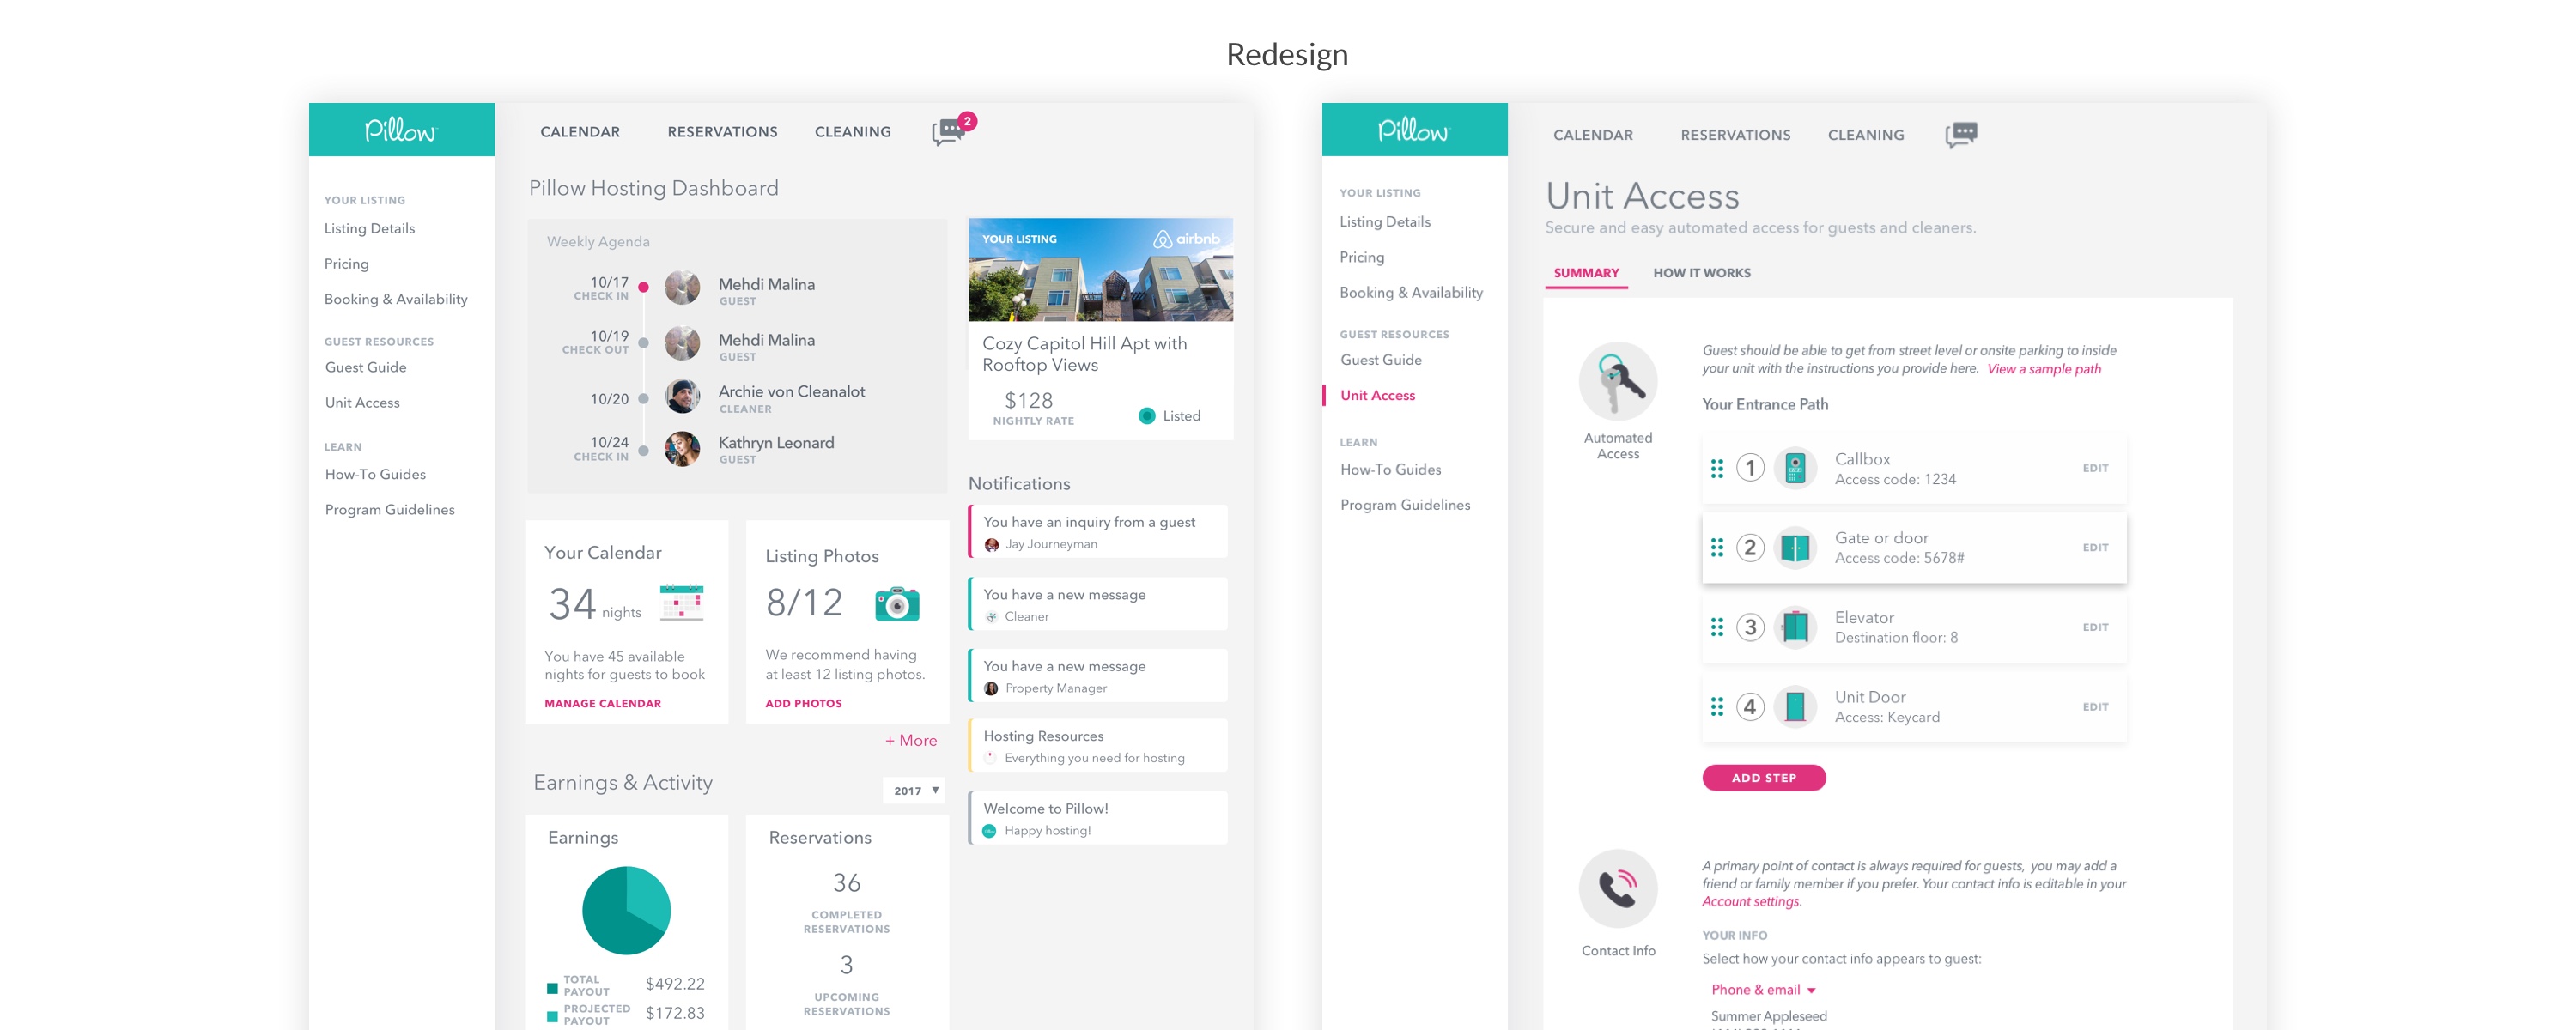 Redesign
Pillow
CALENDAR
RESERVATIONS
CLEANING
2
YOUR LISTING
Listing Details
Pricing
Booking & Availability
GUEST RESOURCES
Guest Guide
Unit Access
LEARN
How-To Guides
Program Guidelines
Pillow Hosting Dashboard
Weekly Agenda
10/17
CHECK IN
Mehdi Malina
GUEST
10/19
CHECK OUT
Mehdi Malina
GUEST
10/20
Archie von Cleanalot
CLEANER
10/24
CHECK IN
Kathryn Leonard
GUEST
YOUR LISTING
airbnb
Cozy Capitol Hill Apt with
Rooftop Views
$128
NIGHTLY RATE
Listed
Your Calendar
34 nights
You have 45 available
nights for guests to book
MANAGE CALENDAR
Listing Photos
8/12
We recommend having
at least 12 listing photos.
ADD PHOTOS
+ More
Notifications
You have an inquiry from a guest
Jay Journeyman
You have a new message
Cleaner
You have a new message
Property Manager
Hosting Resources
Everything you need for hosting
Welcome to Pillow!
Happy hosting!
Earnings & Activity
2017
Earnings
TOTAL
PAYOUT
$492.22
PROJECTED
PAYOUT
$172.83
Reservations
36
COMPLETED
RESERVATIONS
3
UPCOMING
RESERVATIONS
Pillow
CALENDAR
RESERVATIONS
CLEANING
YOUR LISTING
Listing Details
Pricing
Booking & Availability
GUEST RESOURCES
Guest Guide
Unit Access
LEARN
How-To Guides
Program Guidelines
Unit Access
Secure and easy automated access for guests and cleaners.
SUMMARY
HOW IT WORKS
Automated
Access
Guest should be able to get from street level or onsite parking to inside
your unit with the instructions you provide here. View a sample path
Your Entrance Path
1
Callbox
Access code: 1234
EDIT
2
Gate or door
Access code: 5678#
EDIT
3
Elevator
Destination floor: 8
EDIT
4
Unit Door
Access: Keycard
EDIT
ADD STEP
Contact Info
A primary point of contact is always required for guests, you may add a
friend or family member if you prefer. Your contact info is editable in your
Account settings.
YOUR INFO
Select how your contact info appears to guest:
Phone & email
Summer Appleseed